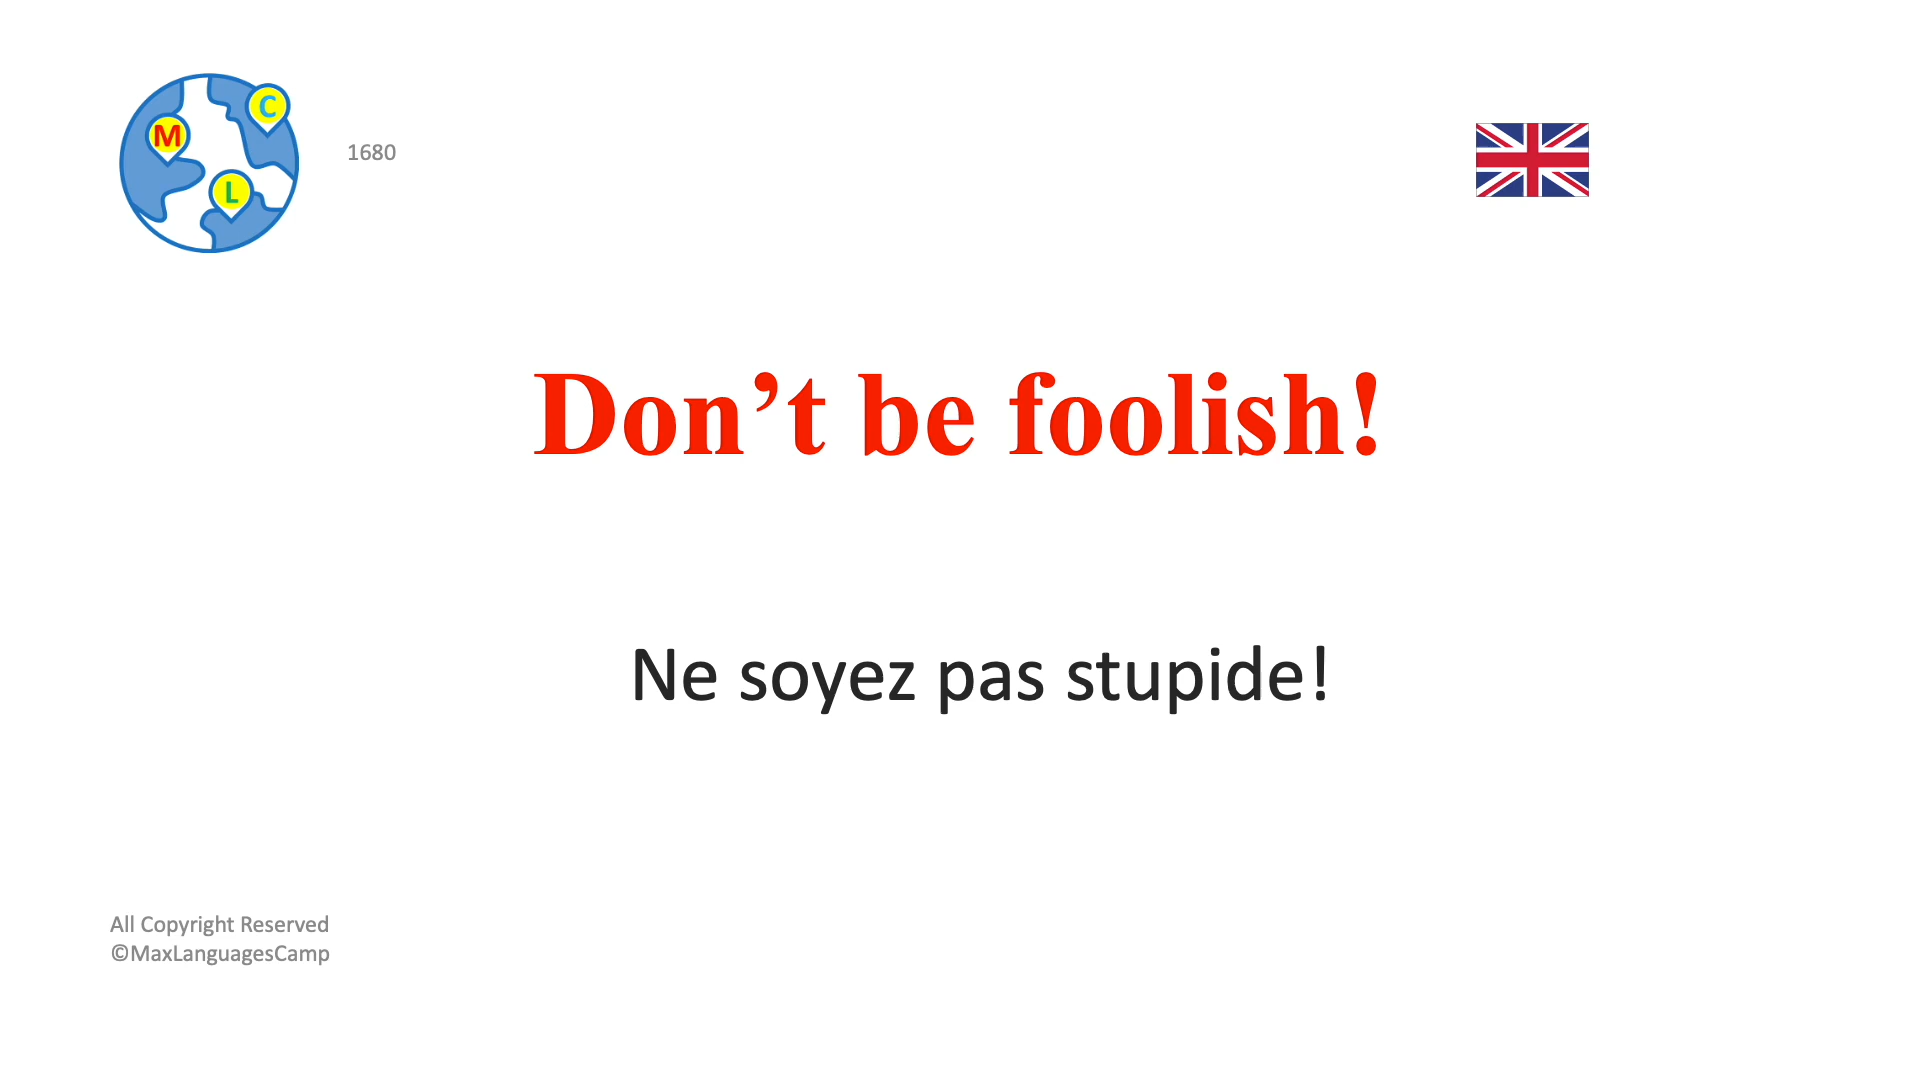 M
C
L
1680
Don’t be foolish!
Ne soyez pas stupide!
All Copyright Reserved
©MaxLanguagesCamp